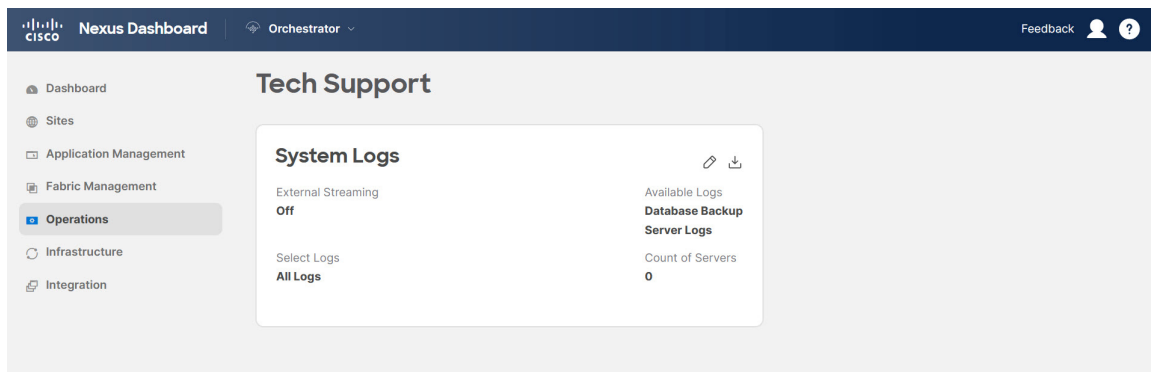 CISCO Nexus Dashboard Orchestrator Feedback ?
Dashboard
Sites
Application Management
Fabric Management
Operations
Infrastructure
Integration
Tech Support
System Logs
External Streaming
Off
Available Logs
Database Backup
Server Logs
Select Logs
All Logs
Count of Servers
0